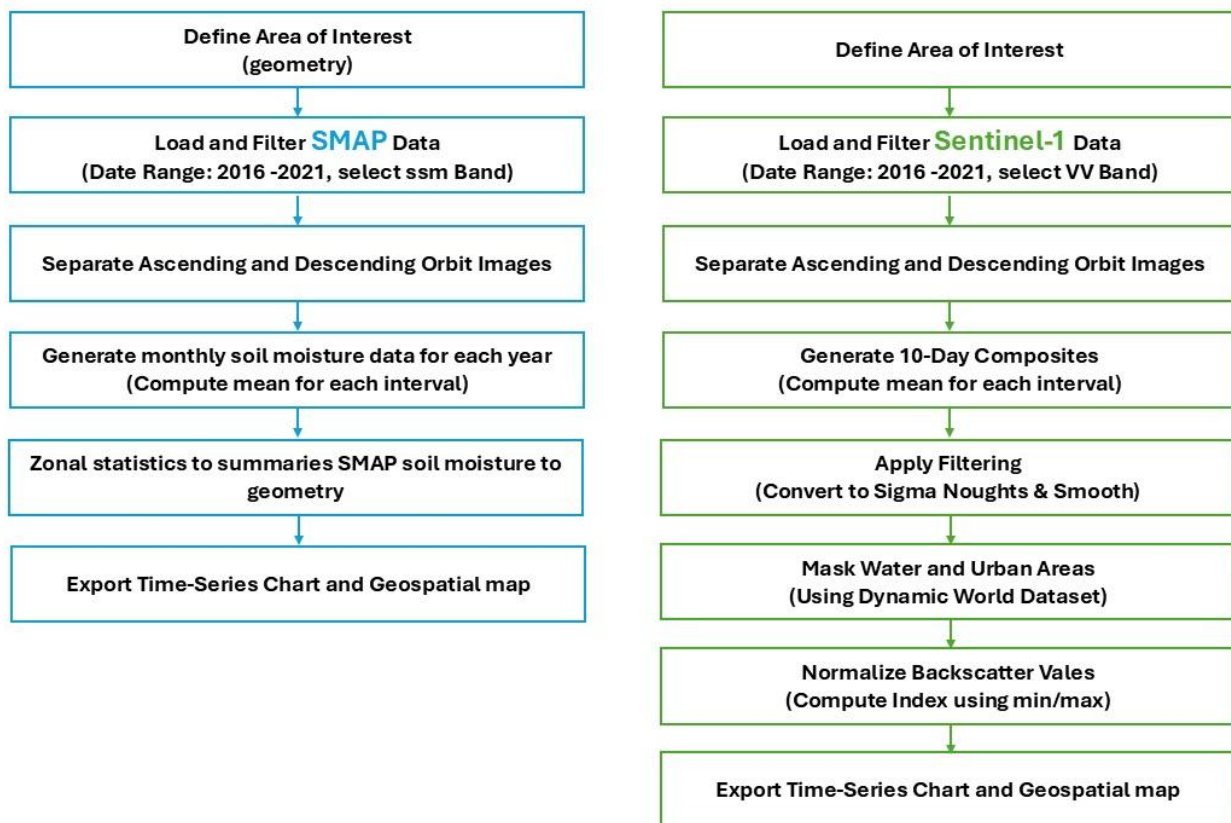 Define Area of Interest
(geometry)
Load and Filter SMAP Data
(Date Range: 2016 -2021, select ssm Band)
Separate Ascending and Descending Orbit Images
Generate monthly soil moisture data for each year
(Compute mean for each interval)
Zonal statistics to summaries SMAP soil moisture to
geometry
Export Time-Series Chart and Geospatial map
Define Area of Interest
Load and Filter Sentinel-1 Data
(Date Range: 2016 -2021, select VV Band)
Separate Ascending and Descending Orbit Images
Generate 10-Day Composites
(Compute mean for each interval)
Apply Filtering
(Convert to Sigma Noughts & Smooth)
Mask Water and Urban Areas
(Using Dynamic World Dataset)
Normalize Backscatter Vales
(Compute Index using min/max)
Export Time-Series Chart and Geospatial map